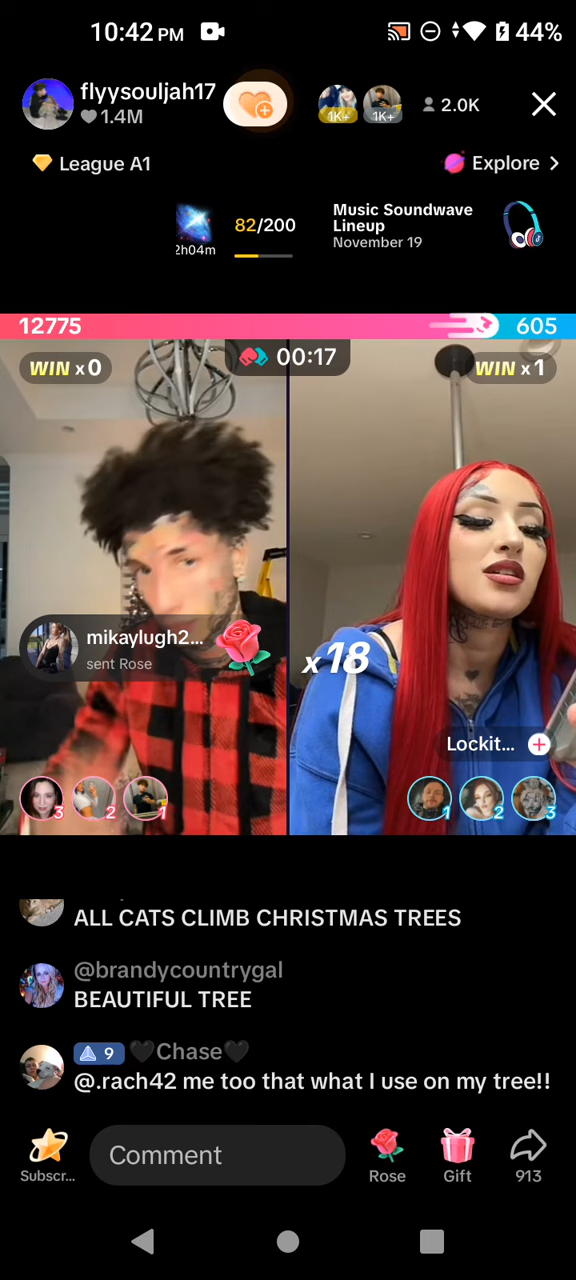 10:42 PM
44%
flyysouljah17
1.4M
1K+
1K+
2.0K
League A1
Explore
2h04m
82/200
Music Soundwave
Lineup
November 19
12775
605
WIN x0
00:17
WIN x1
mikaylugh2...
sent Rose
x18
Lockit...
3
2
1
1
2
3
ALL CATS CLIMB CHRISTMAS TREES
@brandycountrygal
BEAUTIFUL TREE
9 🖤Chase🖤
@.rach42 me too that what I use on my tree!!
Subscr...
Comment
Rose
Gift
913